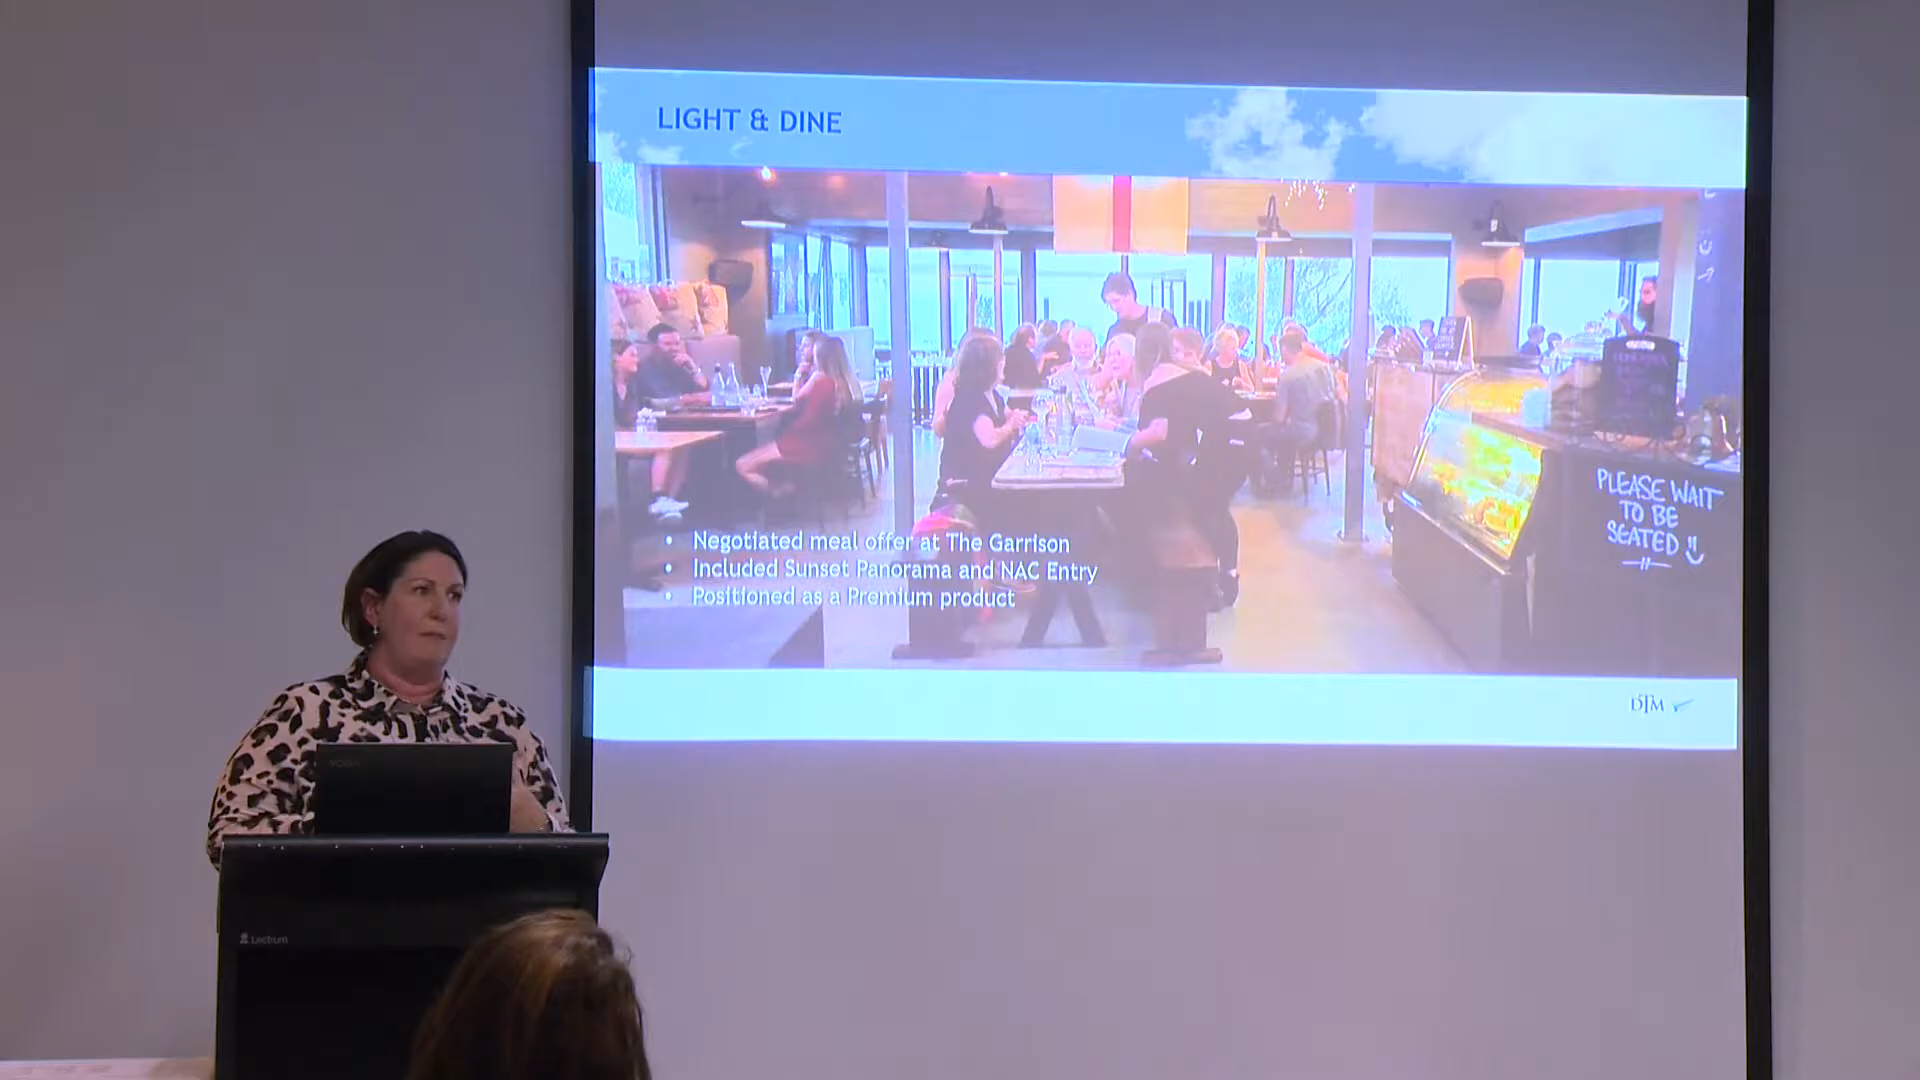 LIGHT & DINE
PLEASE WAIT
TO BE
SEATED
• Negotiated meal offer at The Garrison
• Included Sunset Panorama and NAC Entry
• Positioned as a Premium product
DTM
YOGA
Lectrum